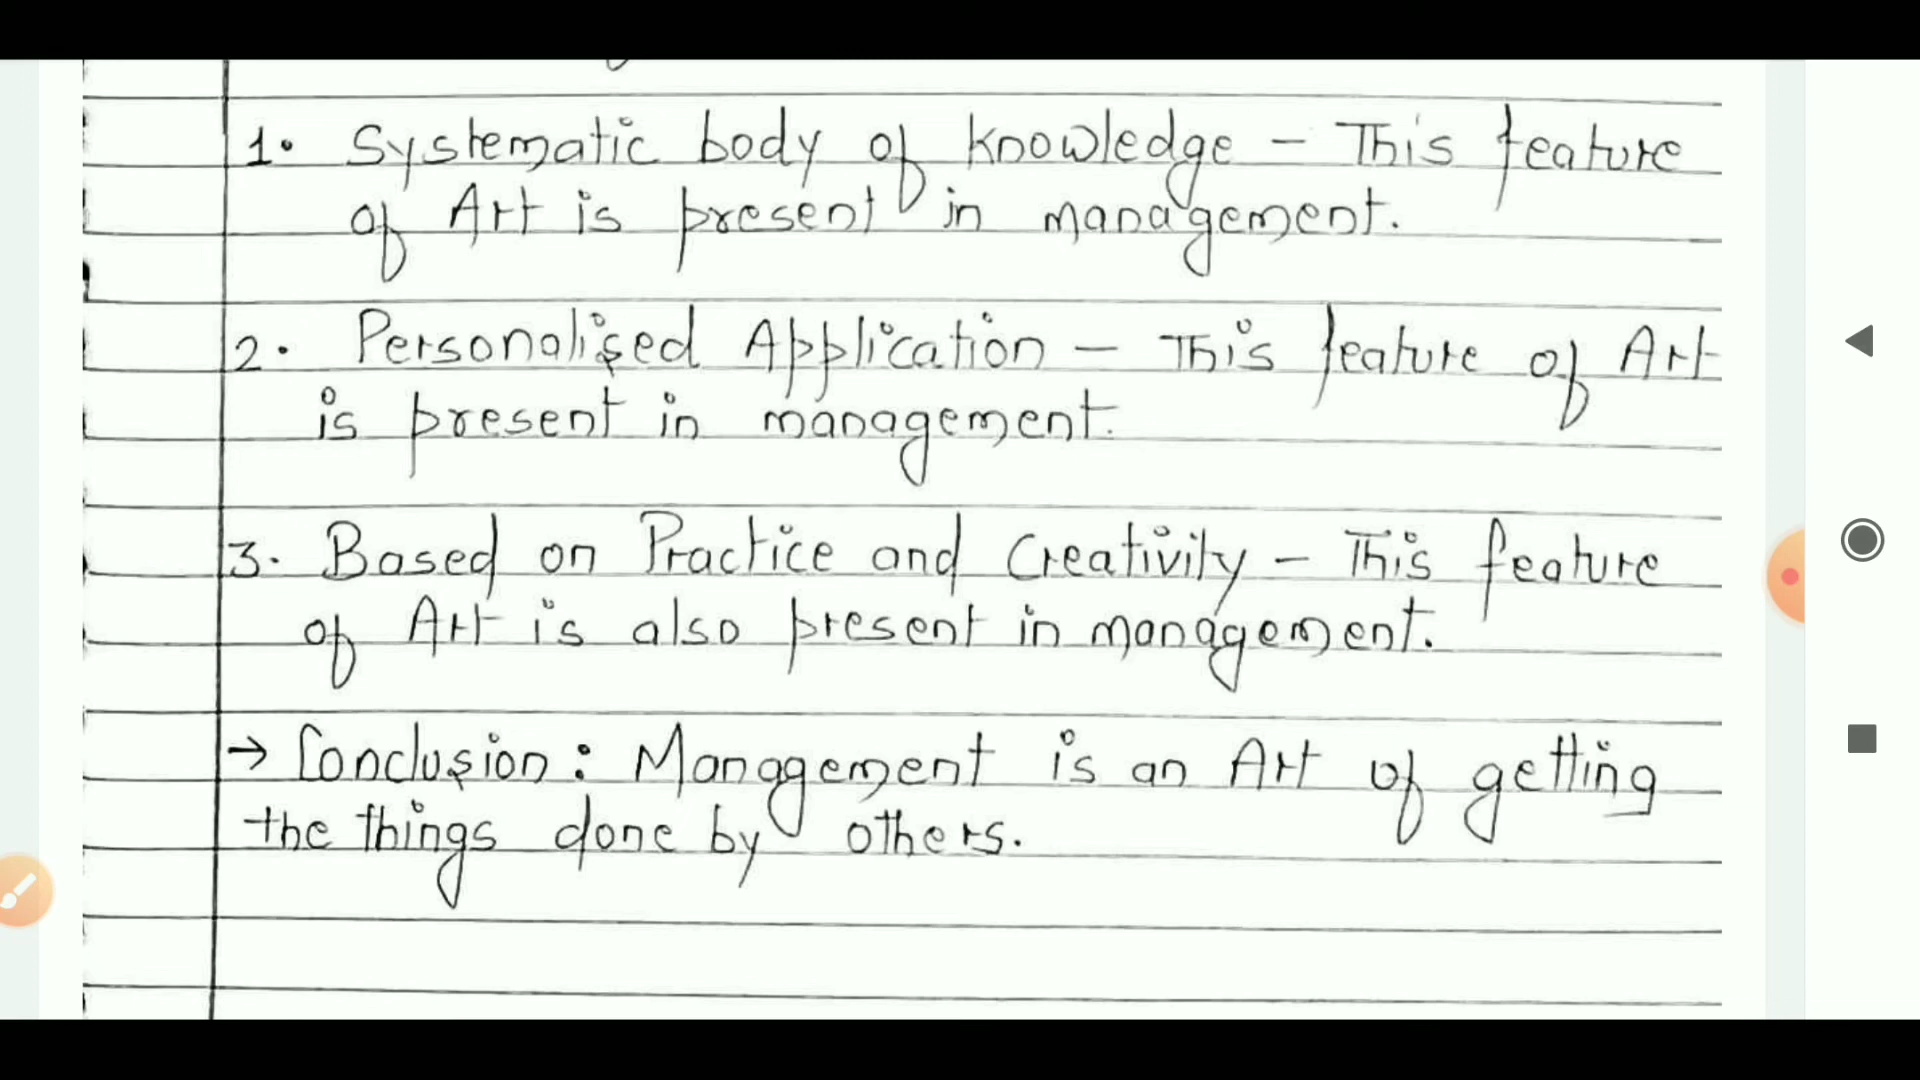 1. Systematic body of knowledge - This feature
of Art is present in management.
2. Personalised Application - This feature of Art
is present in management.
3. Based on Practice and Creativity - This feature
of Art is also present in management.
→ Conclusion: Management is an Art of getting
the things done by others.